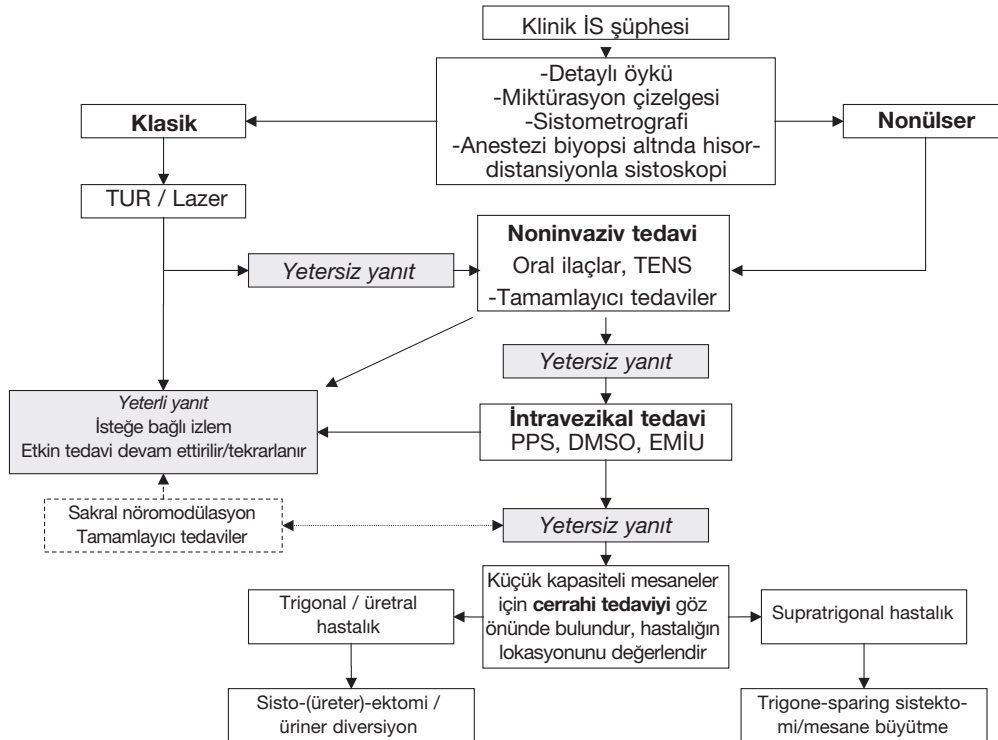 Klinik İS şüphesi
-Detaylı öykü
-Miktürasyon çizelgesi
-Sistometrografi
-Anestezi biyopsi altnda hisor-
distansiyonla sistoskopi
Klasik
Nonülser
TUR / Lazer
Noninvaziv tedavi
Oral ilaçlar, TENS
-Tamamlayıcı tedaviler
Yetersiz yanıt
Yetersiz yanıt
Yeterli yanıt
İsteğe bağlı izlem
Etkin tedavi devam ettirilir/tekrarlanır
İntravezikal tedavi
PPS, DMSO, EMİU
Sakral nöromodülasyon
Tamamlayıcı tedaviler
Yetersiz yanıt
Küçük kapasiteli mesaneler
için cerrahi tedaviyi göz
önünde bulundur, hastalığın
lokasyonunu değerlendir
Trigonal / üretral
hastalık
Supratrigonal hastalık
Sisto-(üreter)-ektomi /
üriner diversiyon
Trigone-sparing sistekto-
mi/mesane büyütme